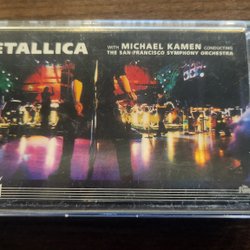 ETALLICA
WITH MICHAEL KAMEN CONDUCTING
THE SAN FRANCISCO SYMPHONY ORCHESTRA